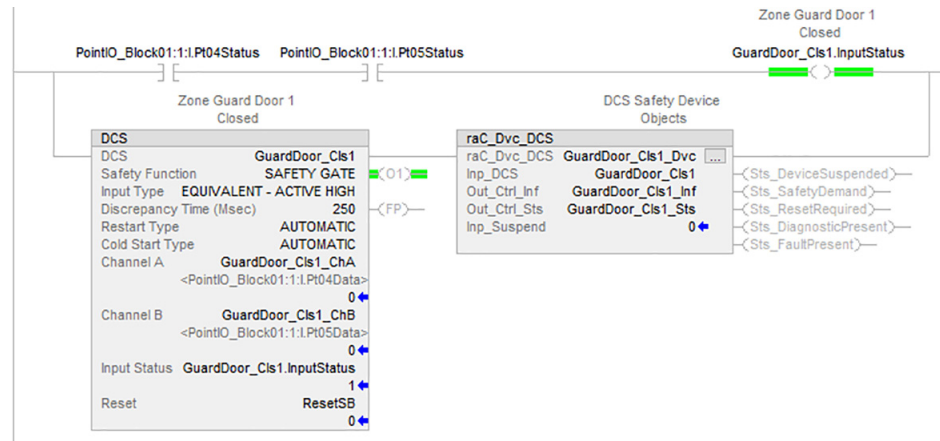 Zone Guard Door 1
Closed
PointIO_Block01:1:I.Pt04Status PointIO_Block01:1:I.Pt05Status GuardDoor_Cls1.InputStatus
Zone Guard Door 1
Closed
DCS
DCS GuardDoor_Cls1
Safety Function SAFETY GATE (O1)
Input Type EQUIVALENT - ACTIVE HIGH
Discrepancy Time (Msec) 250 (FP)
Restart Type AUTOMATIC
Cold Start Type AUTOMATIC
Channel A GuardDoor_Cls1_ChA
<PointIO_Block01:1:I.Pt04Data>
0
Channel B GuardDoor_Cls1_ChB
<PointIO_Block01:1:I.Pt05Data>
0
Input Status GuardDoor_Cls1.InputStatus
1
Reset ResetSB
0
DCS Safety Device
Objects
raC_Dvc_DCS
raC_Dvc_DCS GuardDoor_Cls1_Dvc ...
Inp_DCS GuardDoor_Cls1 (Sts_DeviceSuspended)
Out_Ctrl_Inf GuardDoor_Cls1_Inf (Sts_SafetyDemand)
Out_Ctrl_Sts GuardDoor_Cls1_Sts (Sts_ResetRequired)
Inp_Suspend 0 (Sts_DiagnosticPresent)
(Sts_FaultPresent)